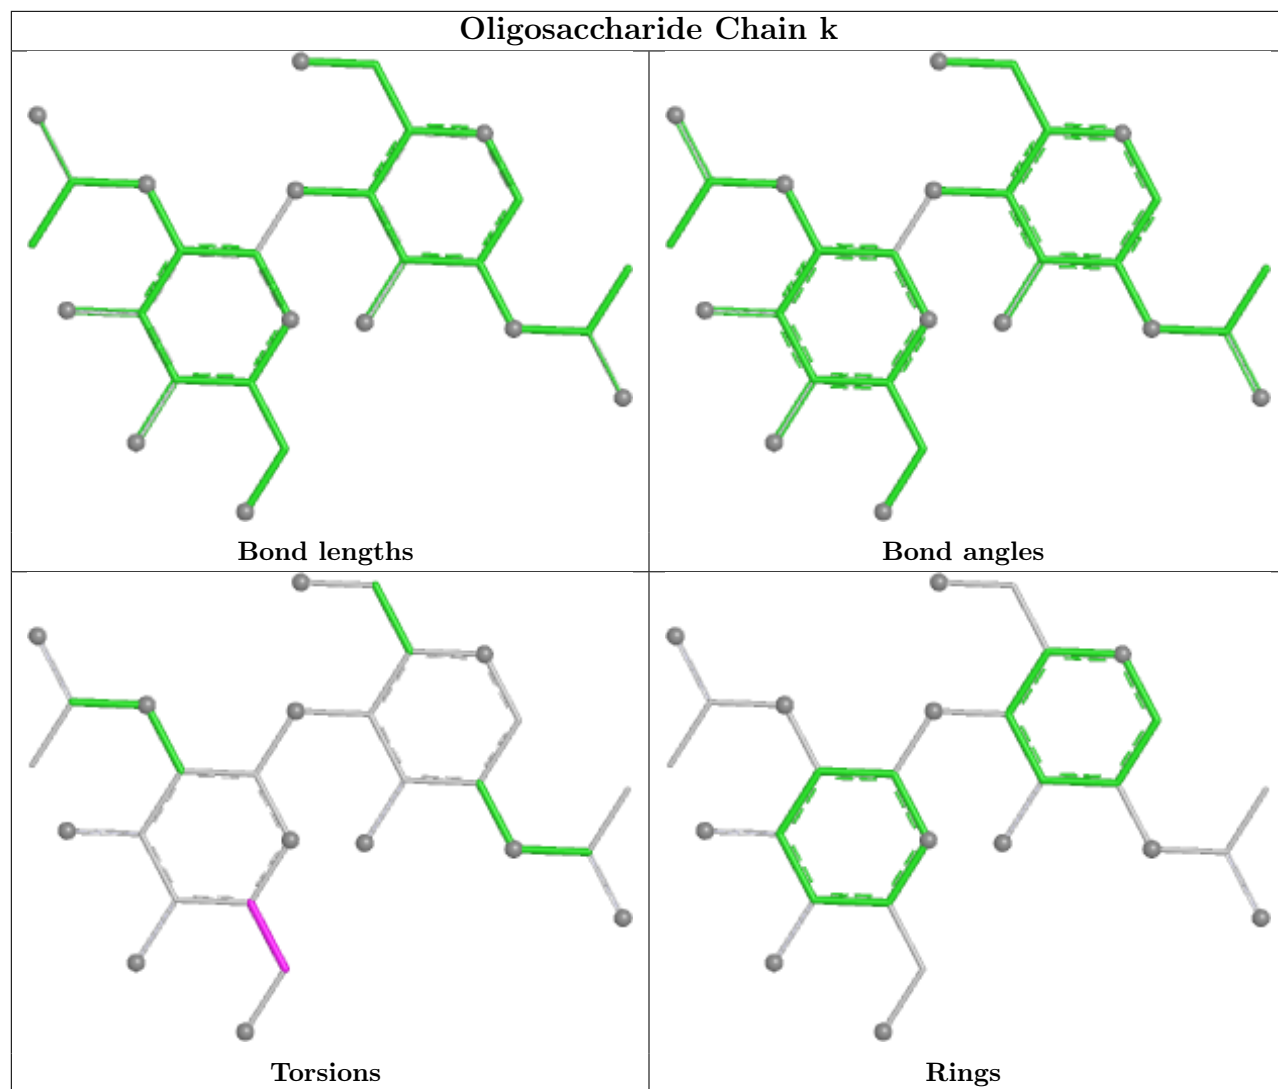 Oligosaccharide Chain k
Bond lengths
Bond angles
Torsions
Rings